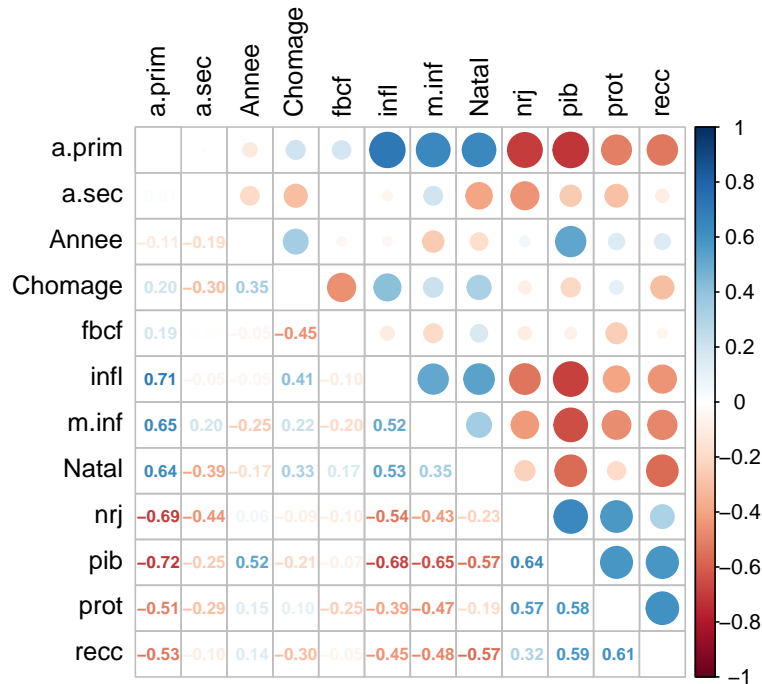 a.prim a.sec Annee Chomage fbcf infl m.inf Natal nrj pib prot recc
a.prim
a.sec
Annee −0.11 −0.19
Chomage 0.20 −0.30 0.35
fbcf 0.19 −0.05 −0.45
infl 0.71 −0.05 −0.05 0.41 −0.10
m.inf 0.65 0.20 −0.25 0.22 −0.20 0.52
Natal 0.64 −0.39 −0.17 0.33 0.17 0.53 0.35
nrj −0.69 −0.44 0.06 −0.09 −0.10 −0.54 −0.43 −0.23
pib −0.72 −0.25 0.52 −0.21 −0.07 −0.68 −0.65 −0.57 0.64
prot −0.51 −0.29 0.15 0.10 −0.25 −0.39 −0.47 −0.19 0.57 0.58
recc −0.53 −0.10 0.14 −0.30 −0.05 −0.45 −0.48 −0.57 0.32 0.59 0.61
1
0.8
0.6
0.4
0.2
0
−0.2
−0.4
−0.6
−0.8
−1